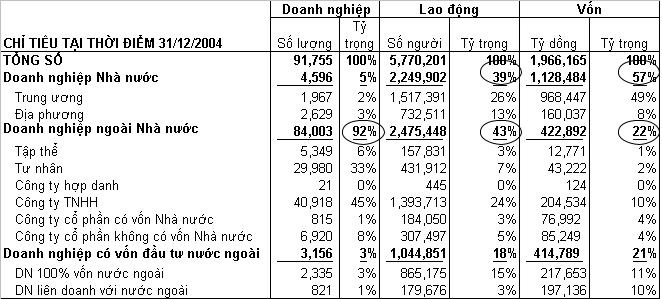 Doanh nghiệp Lao động Vốn
CHỈ TIÊU TẠI THỜI ĐIỂM 31/12/2004 Số lượng Tỷ trọng Số người Tỷ trọng Tỷ đồng Tỷ trọng
TỔNG SỐ 91,755 100% 5,770,201 100% 1,966,165 100%
Doanh nghiệp Nhà nước 4,596 5% 2,249,902 39% 1,128,484 57%
Trung ương 1,967 2% 1,517,391 26% 968,447 49%
Địa phương 2,629 3% 732,511 13% 160,037 8%
Doanh nghiệp ngoài Nhà nước 84,003 92% 2,475,448 43% 422,892 22%
Tập thể 5,349 6% 157,831 3% 12,771 1%
Tư nhân 29,980 33% 431,912 7% 43,222 2%
Công ty hợp danh 21 0% 445 0% 124 0%
Công ty TNHH 40,918 45% 1,393,713 24% 204,534 10%
Công ty cổ phần có vốn Nhà nước 815 1% 184,050 3% 76,992 4%
Công ty cổ phần không có vốn Nhà nước 6,920 8% 307,497 5% 85,249 4%
Doanh nghiệp có vốn đầu tư nước ngoài 3,156 3% 1,044,851 18% 414,789 21%
DN 100% vốn nước ngoài 2,335 3% 865,175 15% 217,653 11%
DN liên doanh với nước ngoài 821 1% 179,676 3% 197,136 10%